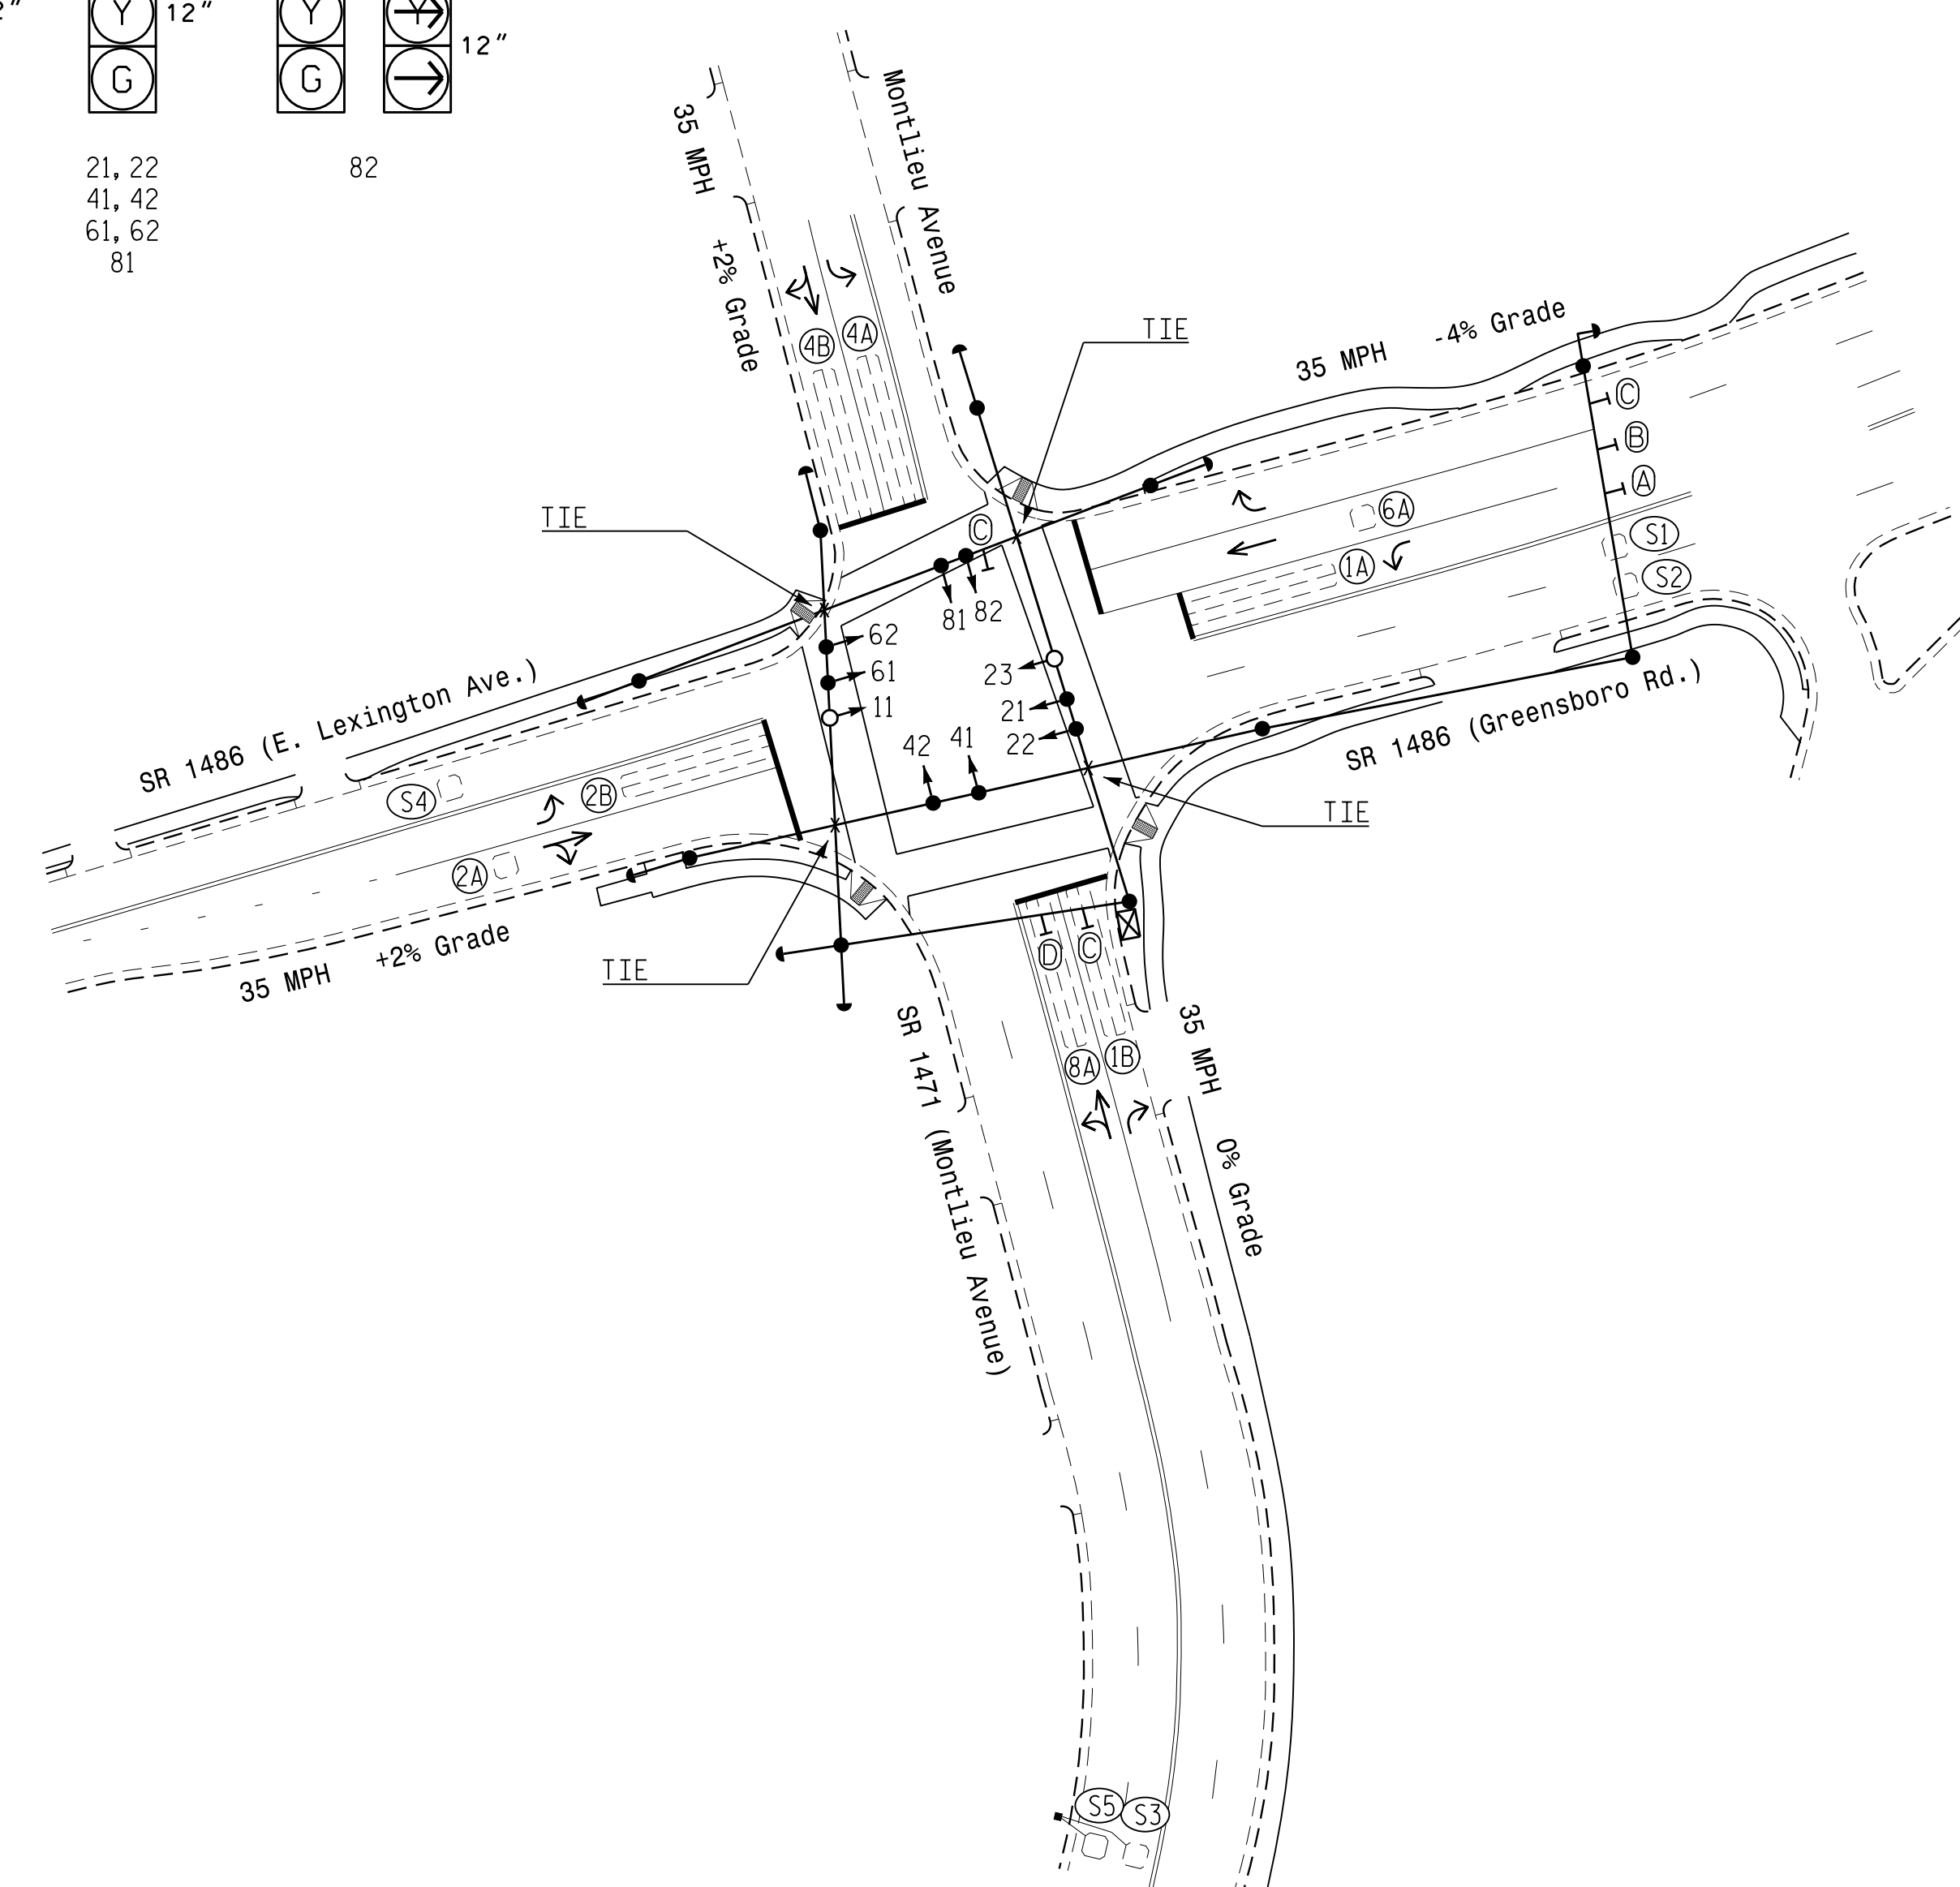 2"
Y
12"
Y
Y
12"
G
G
21, 22
41, 42
61, 62
81
82
35 MPH +2% Grade
Montlieu Avenue
4B
4A
TIE
35 MPH -4% Grade
C
B
A
S1
S2
TIE
C
6A
1A
81
82
62
61
11
23
21
22
42
41
SR 1486 (E. Lexington Ave.)
SR 1486 (Greensboro Rd.)
S4
2B
2A
TIE
35 MPH +2% Grade
TIE
D
C
8A
1B
SR 1471 (Montlieu Avenue)
35 MPH 0% Grade
S5
S3